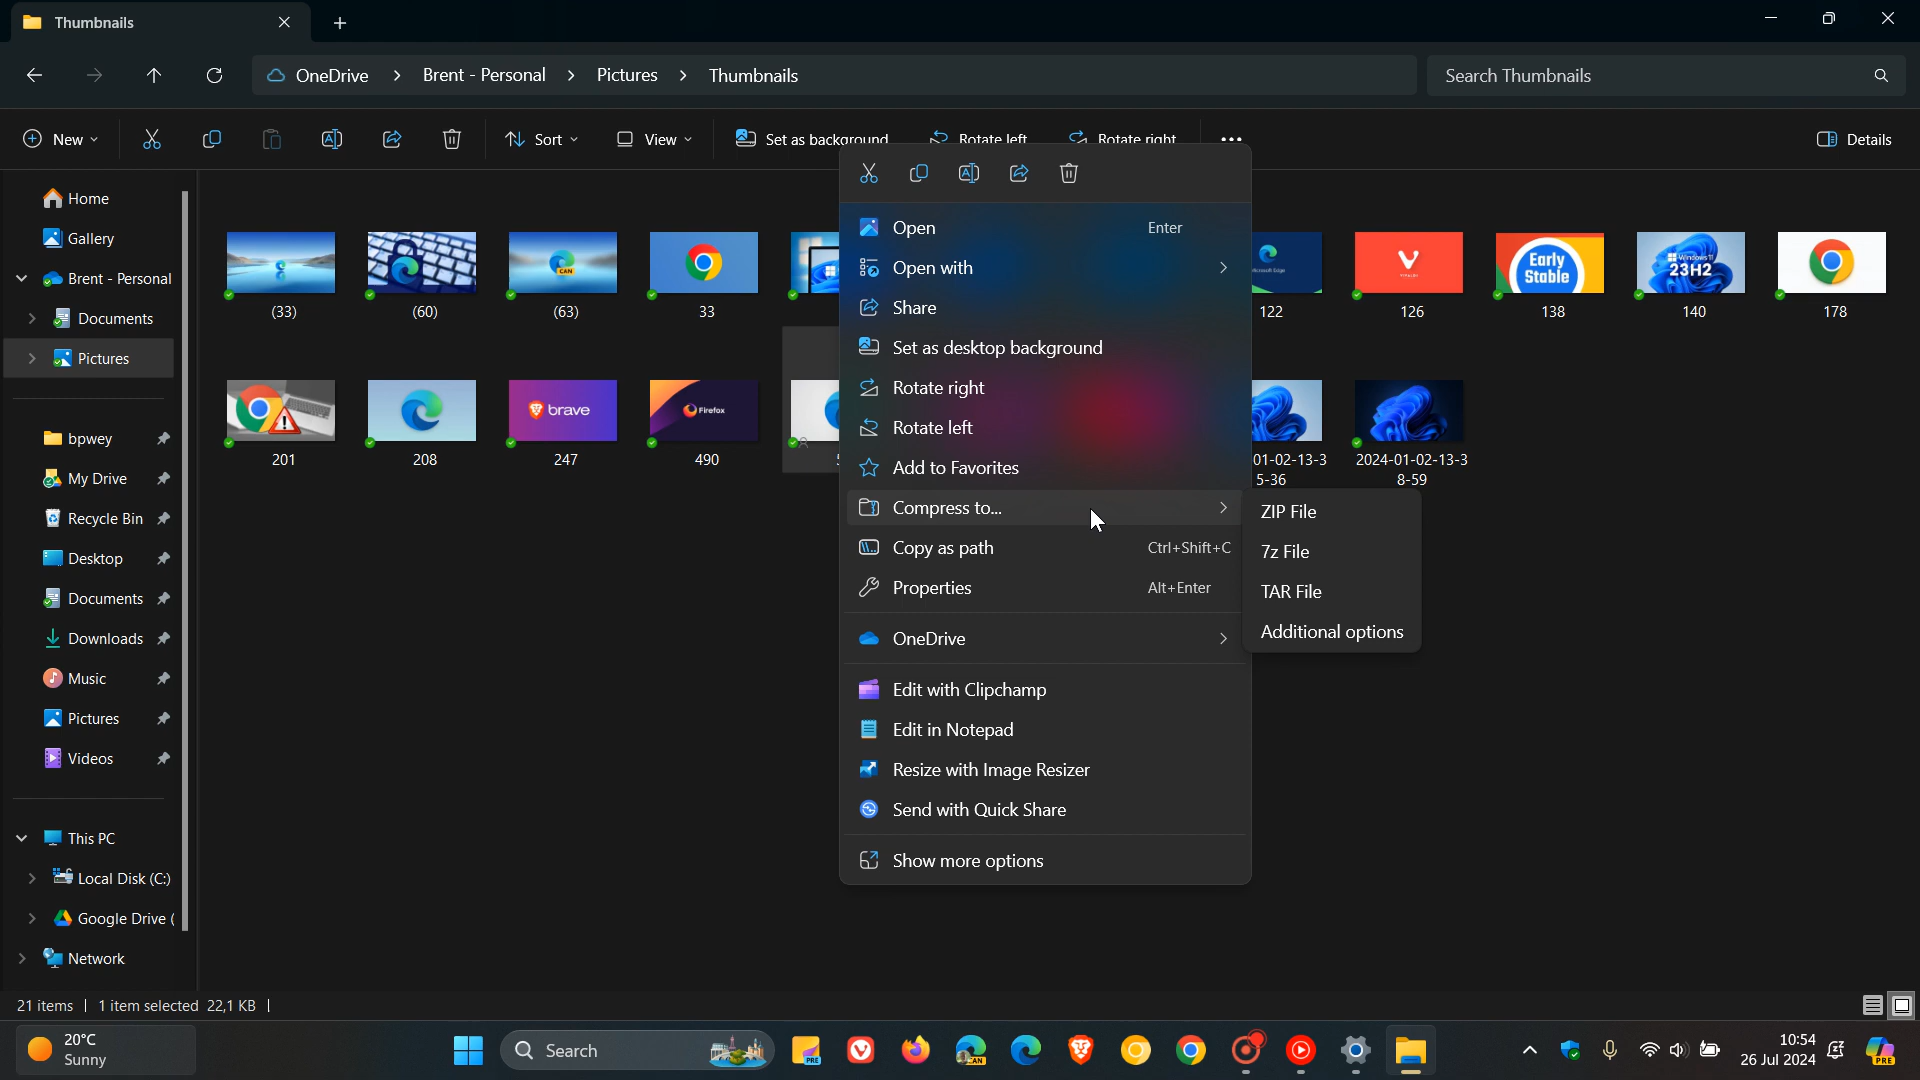 Thumbnails
OneDrive > Brent - Personal > Pictures > Thumbnails
Search Thumbnails
New
Sort
View
Set as background
Rotate left
Rotate right
Details
Home
Gallery
Brent - Personal
Documents
Pictures
bpwey
My Drive
Recycle Bin
Desktop
Documents
Downloads
Music
Pictures
Videos
This PC
Local Disk (C:)
Google Drive (
Network
CAN
Microsoft Edge
VIVALDI
Early
Stable
Windows 11
23H2
(33)
(60)
(63)
33
122
126
138
140
178
brave
Firefox
201
208
247
490
01-02-13-3
5-36
2024-01-02-13-3
8-59
Open Enter
Open with
Share
Set as desktop background
Rotate right
Rotate left
Add to Favorites
Compress to...
Copy as path Ctrl+Shift+C
Properties Alt+Enter
OneDrive
Edit with Clipchamp
Edit in Notepad
Resize with Image Resizer
Send with Quick Share
Show more options
ZIP File
7z File
TAR File
Additional options
21 items 1 item selected 22,1 KB
20°C
Sunny
Search
PRE
CAN
10:54
26 Jul 2024
PRE